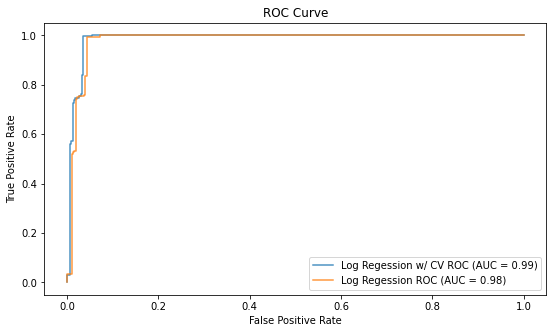 ROC Curve
True Positive Rate
1.0
0.8
0.6
0.4
0.2
0.0
Log Regession w/ CV ROC (AUC = 0.99)
Log Regession ROC (AUC = 0.98)
0.0 0.2 0.4 0.6 0.8 1.0
False Positive Rate